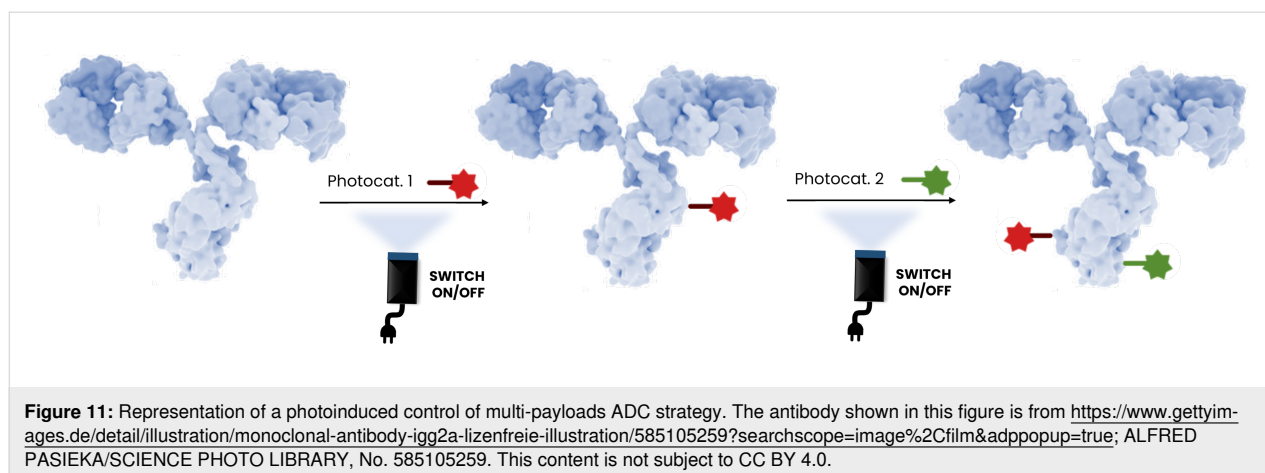 Photocat. 1
SWITCH
ON/OFF
Photocat. 2
SWITCH
ON/OFF
Figure 11: Representation of a photoinduced control of multi-payloads ADC strategy. The antibody shown in this figure is from https://www.gettyim-
ages.de/detail/illustration/monoclonal-antibody-igg2a-lizenfreie-illustration/585105259?searchscope=image%2Cfilm&adppopup=true; ALFRED
PASIEKA/SCIENCE PHOTO LIBRARY, No. 585105259. This content is not subject to CC BY 4.0.